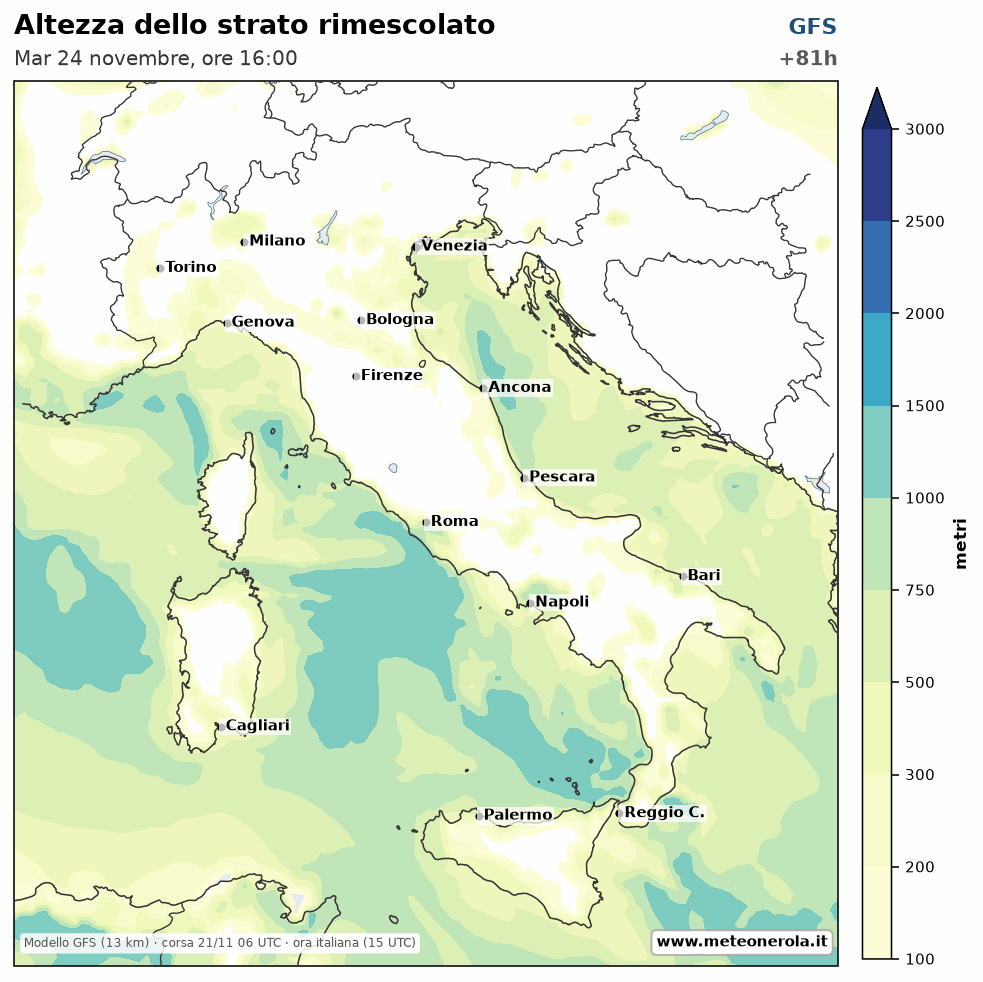 Altezza dello strato rimescolato
GFS
Mar 24 novembre, ore 16:00
+81h
3000
2500
2000
1500
1000
750
500
300
200
100
metri
Milano
Venezia
Torino
Genova
Bologna
Firenze
Ancona
Pescara
Roma
Bari
Napoli
Cagliari
Palermo
Reggio C.
Modello GFS (13 km) · corsa 21/11 06 UTC · ora italiana (15 UTC)
www.meteonerola.it